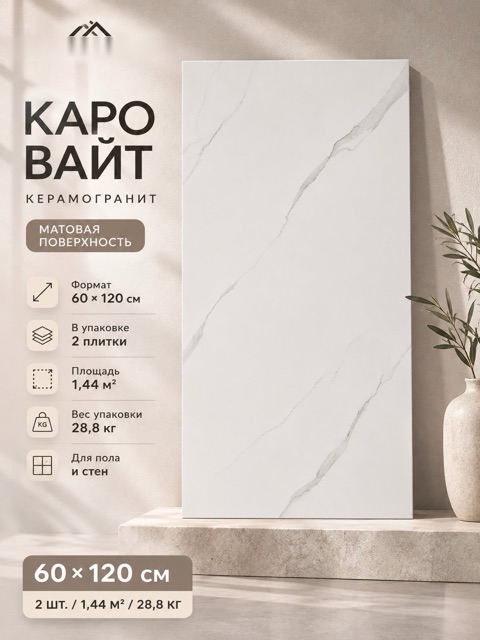 КАРО
ВАЙТ
КЕРАМОГРАНИТ
МАТОВАЯ
ПОВЕРХНОСТЬ
Формат
60 × 120 см
В упаковке
2 плитки
Площадь
1,44 м²
KG
Вес упаковки
28,8 кг
Для пола
и стен
60 × 120 см
2 ШТ. / 1,44 М² / 28,8 КГ